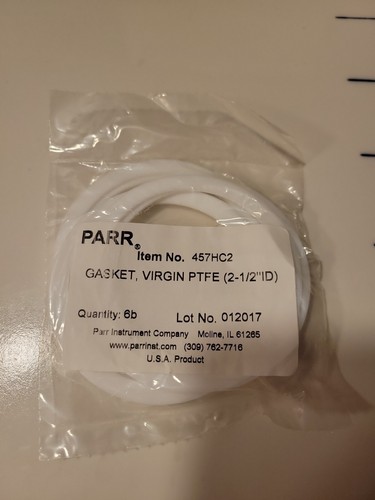 PARR®
Item No. 457HC2
GASKET, VIRGIN PTFE (2-1/2"ID)
Quantity: 6b Lot No. 012017
Parr Instrument Company Moline, IL 61265
www.parrinst.com (309) 762-7716
U.S.A. Product